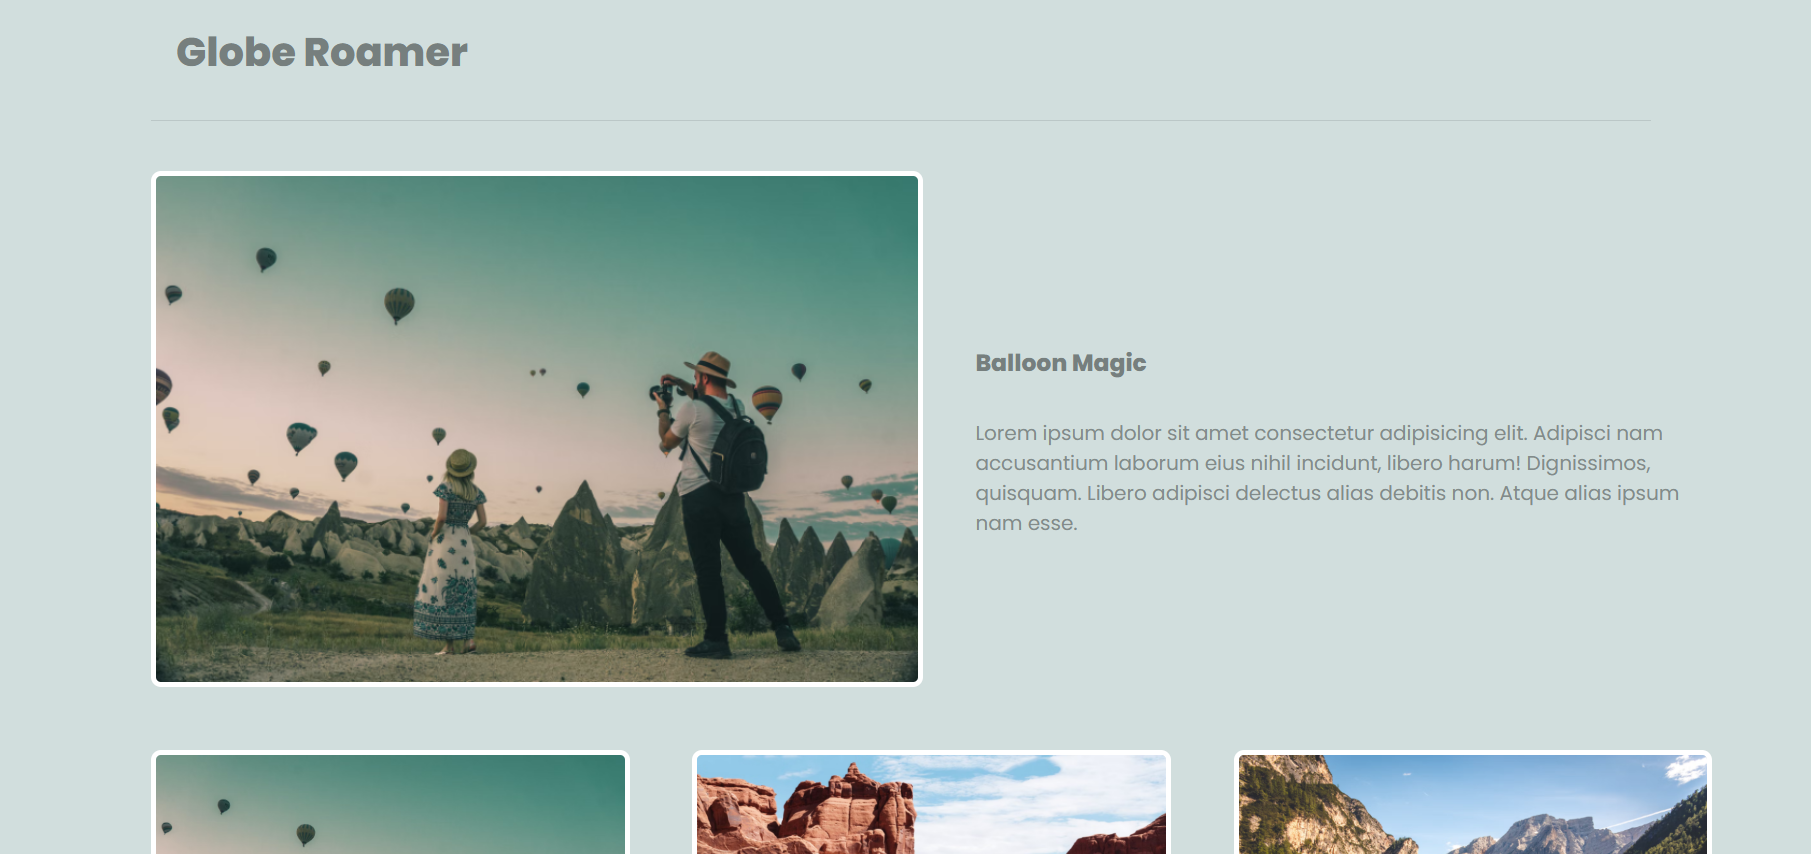 Globe Roamer
Balloon Magic
Lorem ipsum dolor sit amet consectetur adipisicing elit. Adipisci nam
accusantium laborum eius nihil incidunt, libero harum! Dignissimos,
quisquam. Libero adipisci delectus alias debitis non. Atque alias ipsum
nam esse.